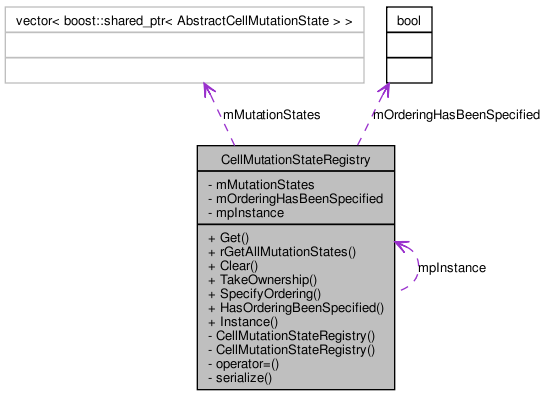 vector< boost::shared_ptr< AbstractCellMutationState > >
bool
mMutationStates
mOrderingHasBeenSpecified
CellMutationStateRegistry
- mMutationStates
- mOrderingHasBeenSpecified
- mpInstance
+ Get()
+ rGetAllMutationStates()
+ Clear()
+ TakeOwnership()
+ SpecifyOrdering()
+ HasOrderingBeenSpecified()
+ Instance()
- CellMutationStateRegistry()
- CellMutationStateRegistry()
- operator=()
- serialize()
mpInstance